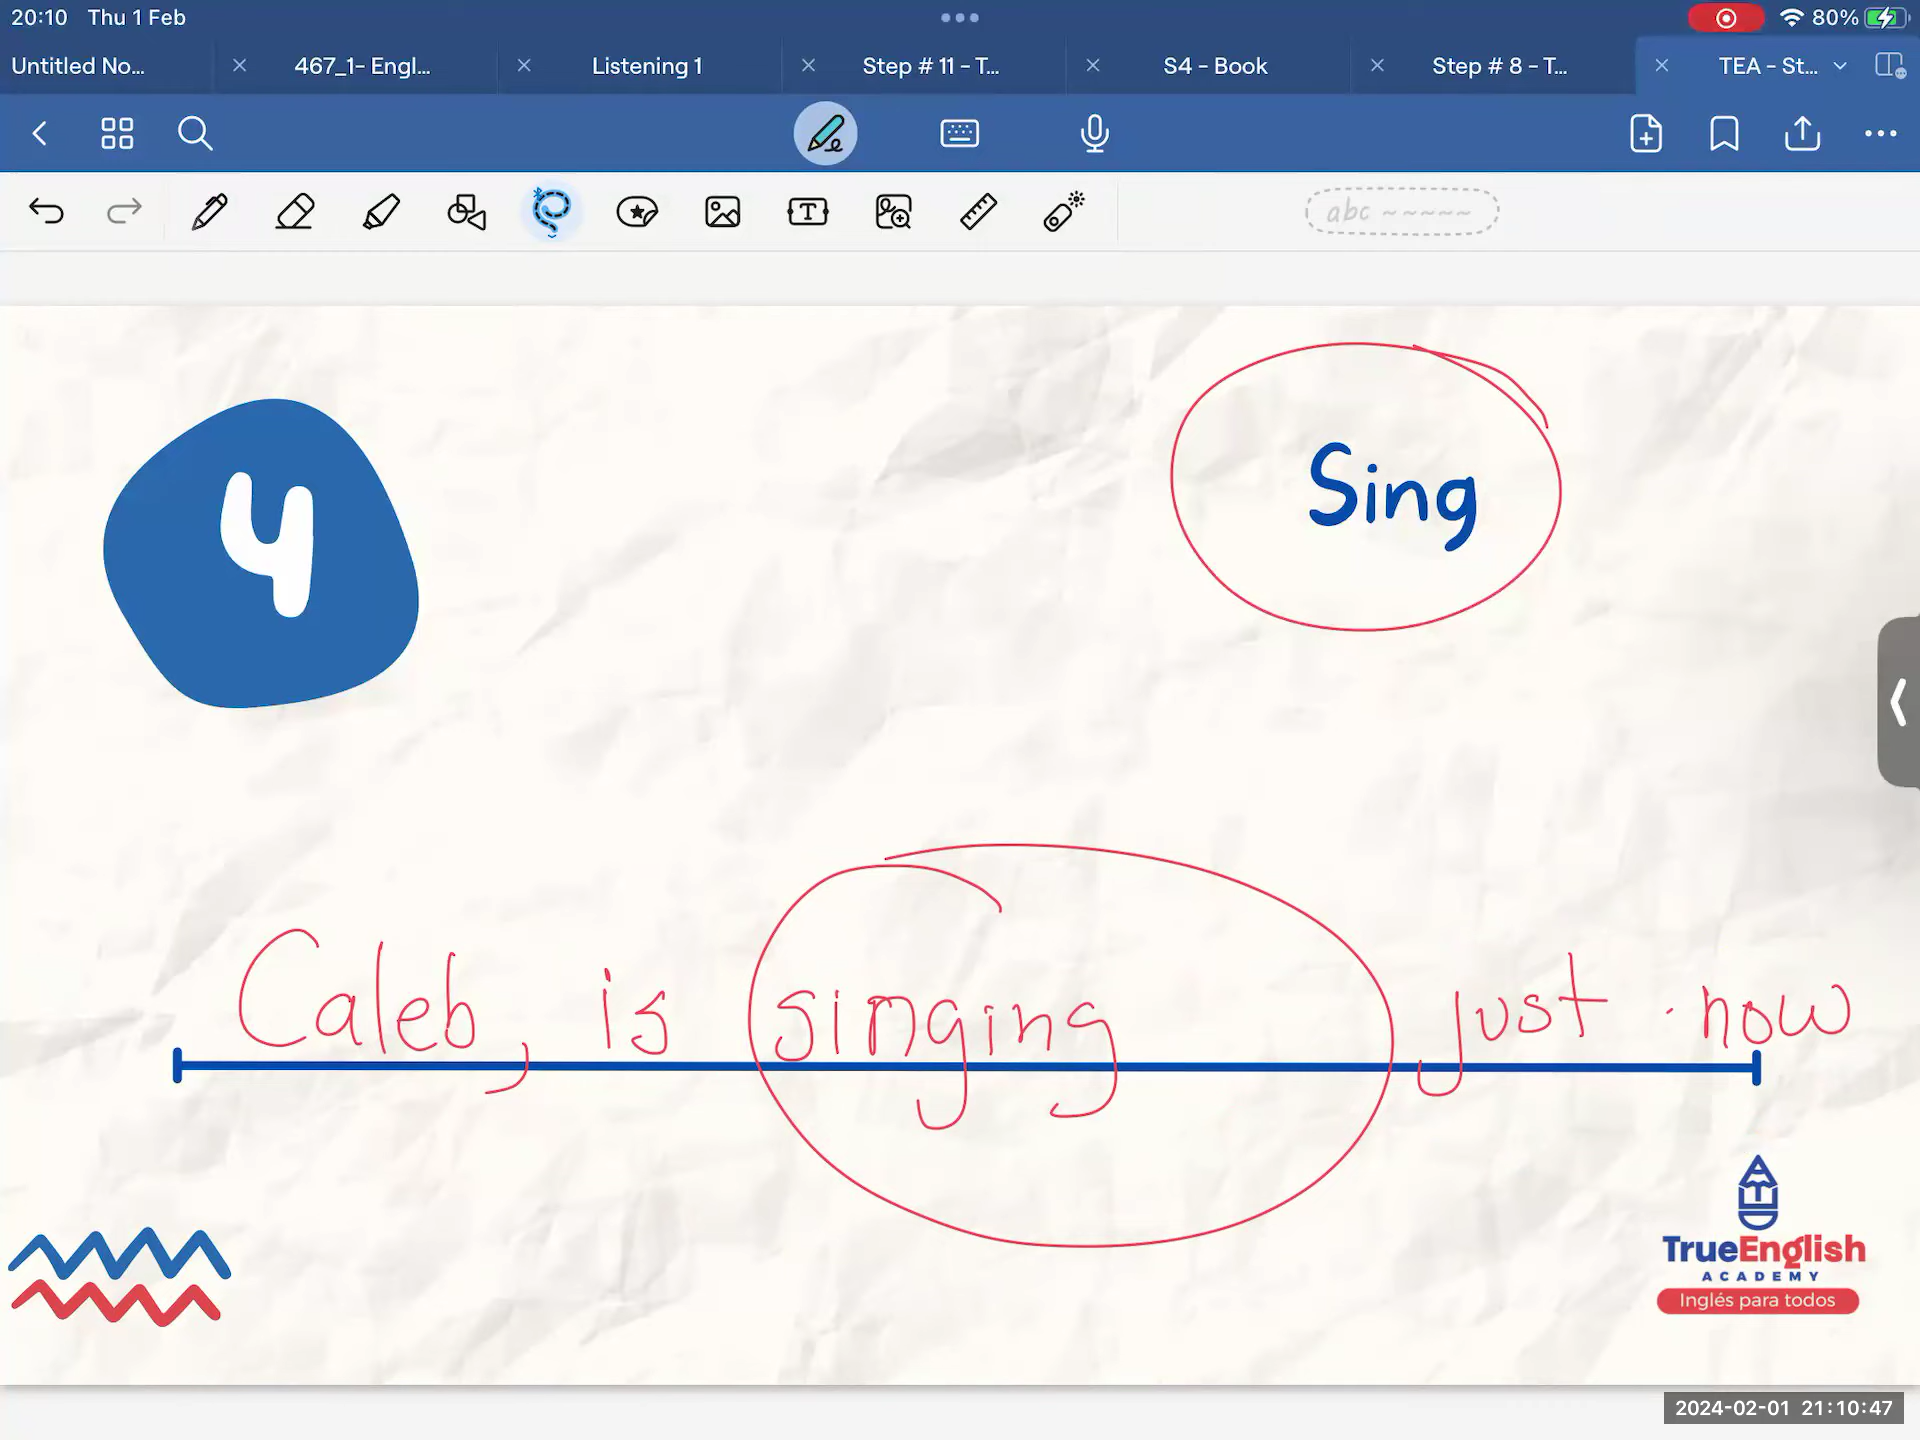 20:10 Thu 1 Feb
80%
Untitled No...
467_1- Engl...
Listening 1
Step # 11 - T...
S4 - Book
Step # 8 - T...
TEA - St...
abc ~~~~~
4
Sing
Caleb, is singing just now
TrueEnglish
ACADEMY
Inglés para todos
2024-02-01 21:10:47